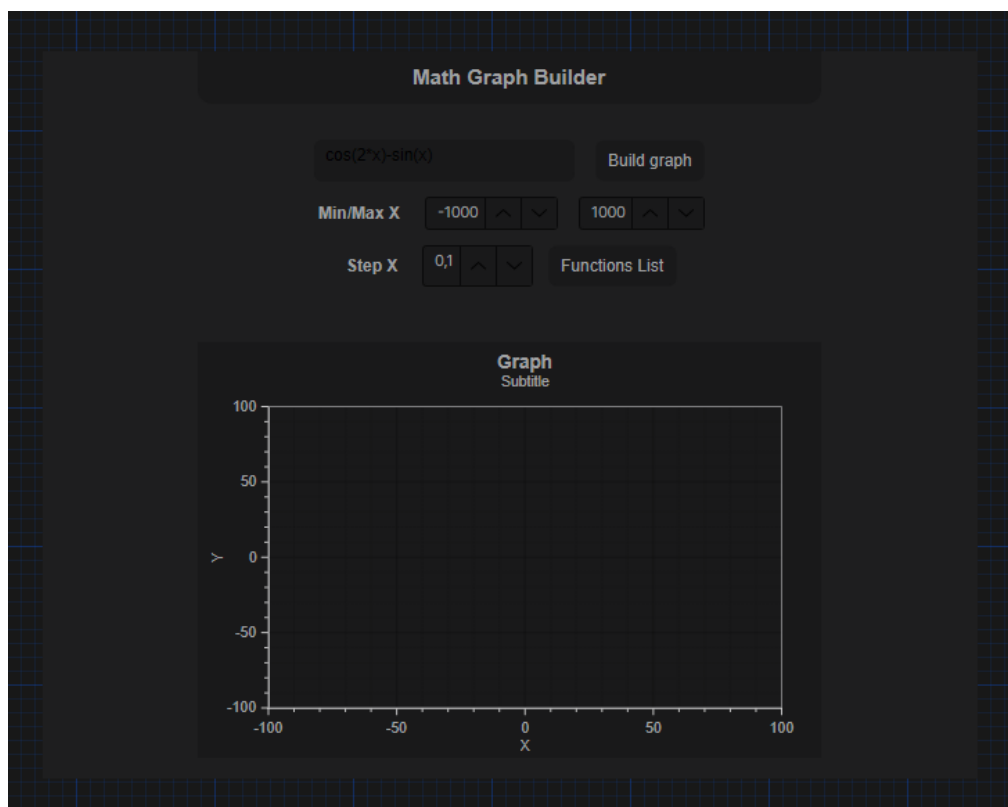 Math Graph Builder
cos(2*x)-sin(x) Build graph
Min/Max X -1000 1000
Step X 0,1 Functions List
Graph
Subtitle
100
50
Y 0
-50
-100
-100 -50 0 50 100
X